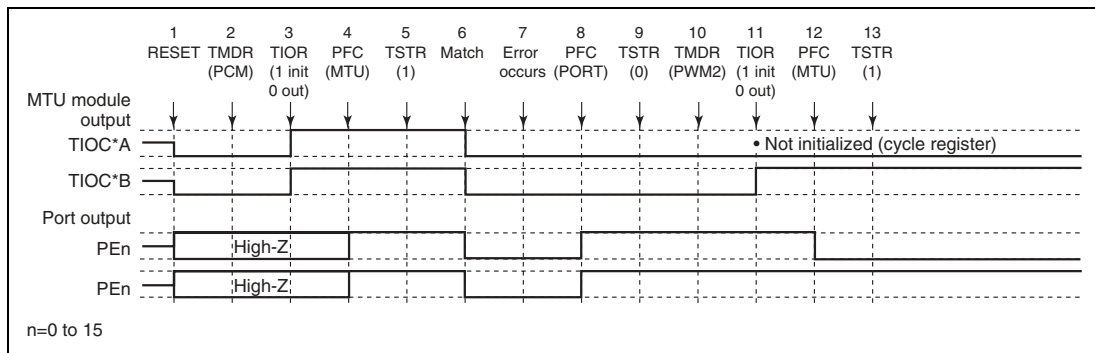 1 2 3 4 5 6 7 8 9 10 11 12 13
RESET TMDR TIOR PFC TSTR Match Error PFC TSTR TMDR TIOR PFC TSTR
(PCM) (1 init (MTU) (1) occurs (PORT) (0) (PWM2) (1 init (MTU) (1)
0 out) 0 out)
MTU module
output
TIOC*A
• Not initialized (cycle register)
TIOC*B
Port output
PEn
High-Z
PEn
High-Z
n=0 to 15